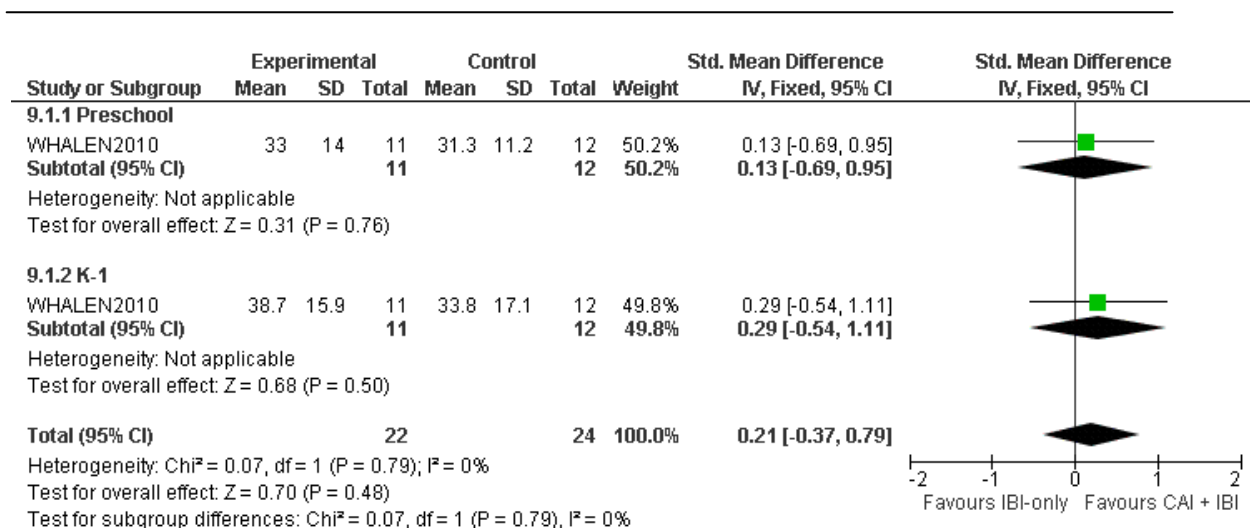 Experimental Control Std. Mean Difference Std. Mean Difference
Study or Subgroup Mean SD Total Mean SD Total Weight IV, Fixed, 95% CI IV, Fixed, 95% CI
9.1.1 Preschool
WHALEN2010 33 14 11 31.3 11.2 12 50.2% 0.13 [-0.69, 0.95]
Subtotal (95% CI) 11 12 50.2% 0.13 [-0.69, 0.95]
Heterogeneity: Not applicable
Test for overall effect: Z = 0.31 (P = 0.76)
9.1.2 K-1
WHALEN2010 38.7 15.9 11 33.8 17.1 12 49.8% 0.29 [-0.54, 1.11]
Subtotal (95% CI) 11 12 49.8% 0.29 [-0.54, 1.11]
Heterogeneity: Not applicable
Test for overall effect: Z = 0.68 (P = 0.50)
Total (95% CI) 22 24 100.0% 0.21 [-0.37, 0.79]
Heterogeneity: Chi² = 0.07, df = 1 (P = 0.79); I² = 0%
Test for overall effect: Z = 0.70 (P = 0.48)
Test for subgroup differences: Chi² = 0.07, df = 1 (P = 0.79), I² = 0%
-2 -1 0 1 2
Favours IBI-only Favours CAI + IBI